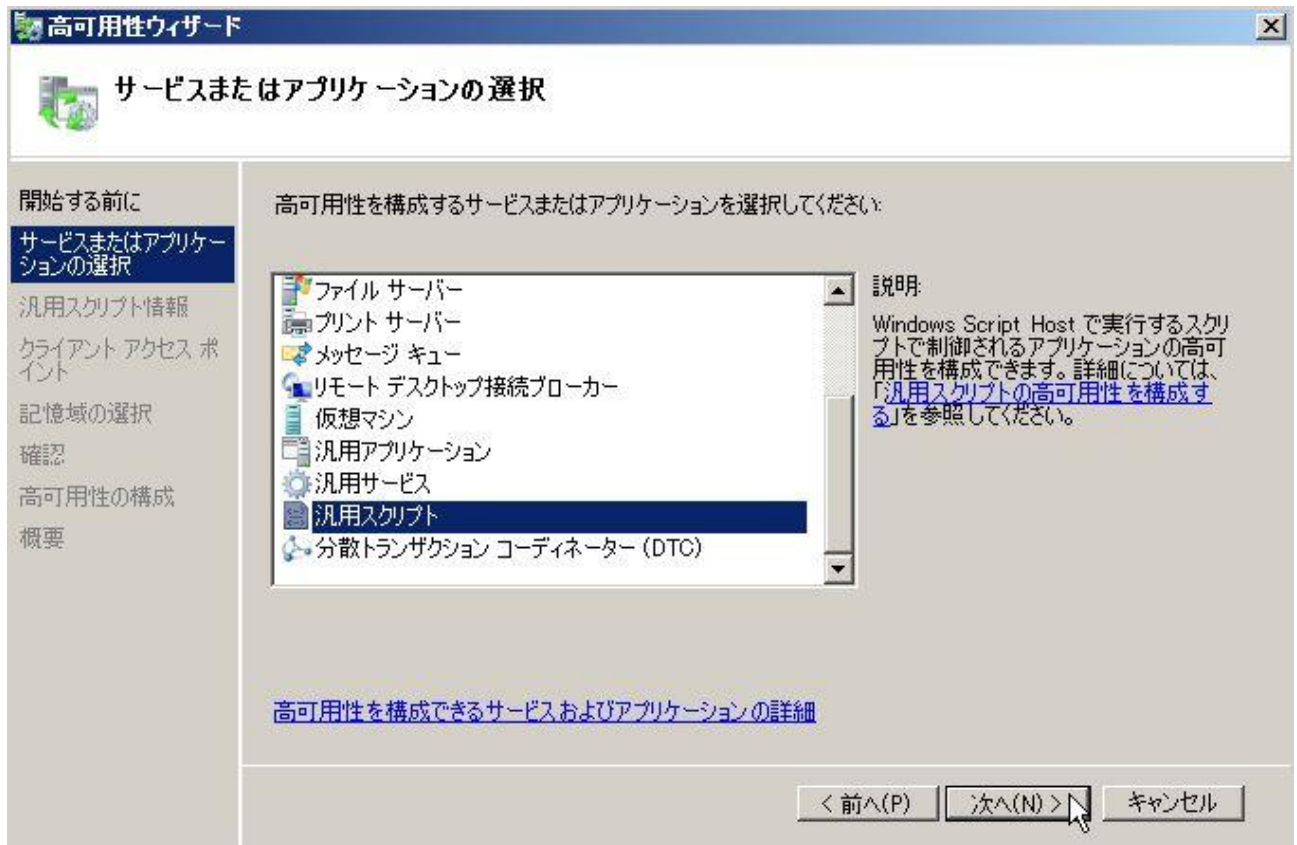 高可用性ウィザード
サービスまたはアプリケーションの選択
開始する前に
サービスまたはアプリケー
ションの選択
汎用スクリプト情報
クライアント アクセス ポ
イント
記憶域の選択
確認
高可用性の構成
概要
高可用性を構成するサービスまたはアプリケーションを選択してください:
ファイル サーバー
プリント サーバー
メッセージ キュー
リモート デスクトップ接続ブローカー
仮想マシン
汎用アプリケーション
汎用サービス
汎用スクリプト
分散トランザクション コーディネーター (DTC)
説明:
Windows Script Host で実行するスクリ
プトで制御されるアプリケーションの高可
用性を構成できます。詳細については、
「汎用スクリプトの高可用性を構成す
る」を参照してください。
高可用性を構成できるサービスおよびアプリケーションの詳細
< 前へ(P)
次へ(N) >
キャンセル